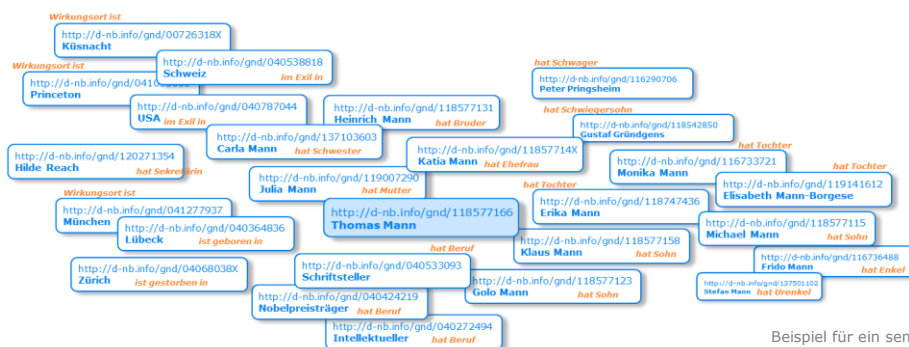 Wirkungsort ist
http://d-nb.info/gnd/00726318X
Küsnacht
http://d-nb.info/gnd/040538818
Schweiz
im Exil in
Wirkungsort ist
Princeton
http://d-nb.info/gnd/040787044
USA
im Exil in
http://d-nb.info/gnd/118577131
Heinrich Mann
hat Bruder
hat Schwager
http://d-nb.info/gnd/116290706
Peter Pringsheim
hat Schwiegersohn
http://d-nb.info/gnd/118542850
Gustaf Gründgens
http://d-nb.info/gnd/137103603
Carla Mann
hat Schwester
http://d-nb.info/gnd/11857714X
Katia Mann
hat Ehefrau
hat Tochter
http://d-nb.info/gnd/116733721
Monika Mann
http://d-nb.info/gnd/120271354
Hilde Reach
hat Sekretärin
http://d-nb.info/gnd/119007290
Julia Mann
hat Mutter
hat Tochter
http://d-nb.info/gnd/119141612
Elisabeth Mann-Borgese
hat Tochter
http://d-nb.info/gnd/118747436
Erika Mann
Wirkungsort ist
http://d-nb.info/gnd/041277937
München
http://d-nb.info/gnd/040364836
Lübeck
ist geboren in
http://d-nb.info/gnd/118577166
Thomas Mann
http://d-nb.info/gnd/118577115
Michael Mann
hat Sohn
http://d-nb.info/gnd/118577158
Klaus Mann
hat Sohn
http://d-nb.info/gnd/116736488
Frido Mann
hat Enkel
http://d-nb.info/gnd/04068038X
Zürich
ist gestorben in
hat Beruf
http://d-nb.info/gnd/040533093
Schriftsteller
http://d-nb.info/gnd/118577123
Golo Mann
hat Sohn
http://d-nb.info/gnd/137501102
Stefan Mann
hat Urenkel
http://d-nb.info/gnd/040424219
Nobelpreisträger
hat Beruf
http://d-nb.info/gnd/040272494
Intellektueller
hat Beruf
Beispiel für ein sen